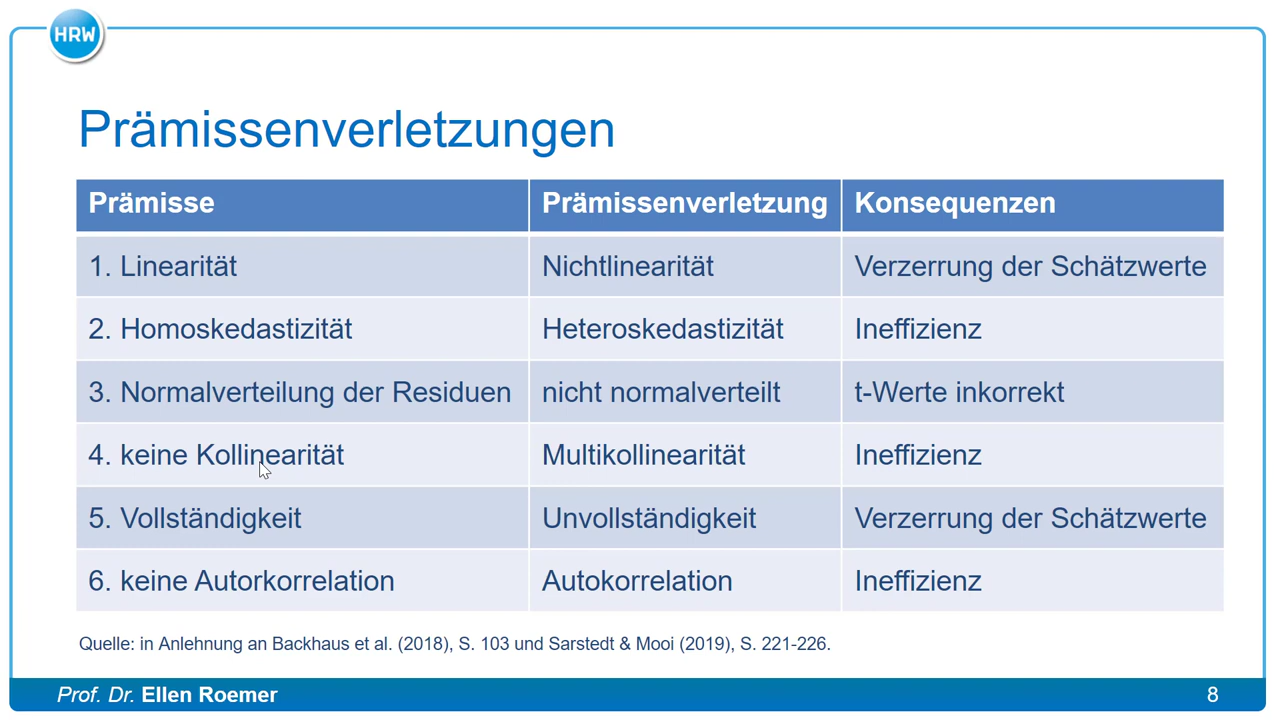 HRW
Prämissenverletzungen
Prämisse Prämissenverletzung Konsequenzen
1. Linearität Nichtlinearität Verzerrung der Schätzwerte
2. Homoskedastizität Heteroskedastizität Ineffizienz
3. Normalverteilung der Residuen nicht normalverteilt t-Werte inkorrekt
4. keine Kollinearität Multikollinearität Ineffizienz
5. Vollständigkeit Unvollständigkeit Verzerrung der Schätzwerte
6. keine Autorkorrelation Autokorrelation Ineffizienz
Quelle: in Anlehnung an Backhaus et al. (2018), S. 103 und Sarstedt & Mooi (2019), S. 221-226.
Prof. Dr. Ellen Roemer 8